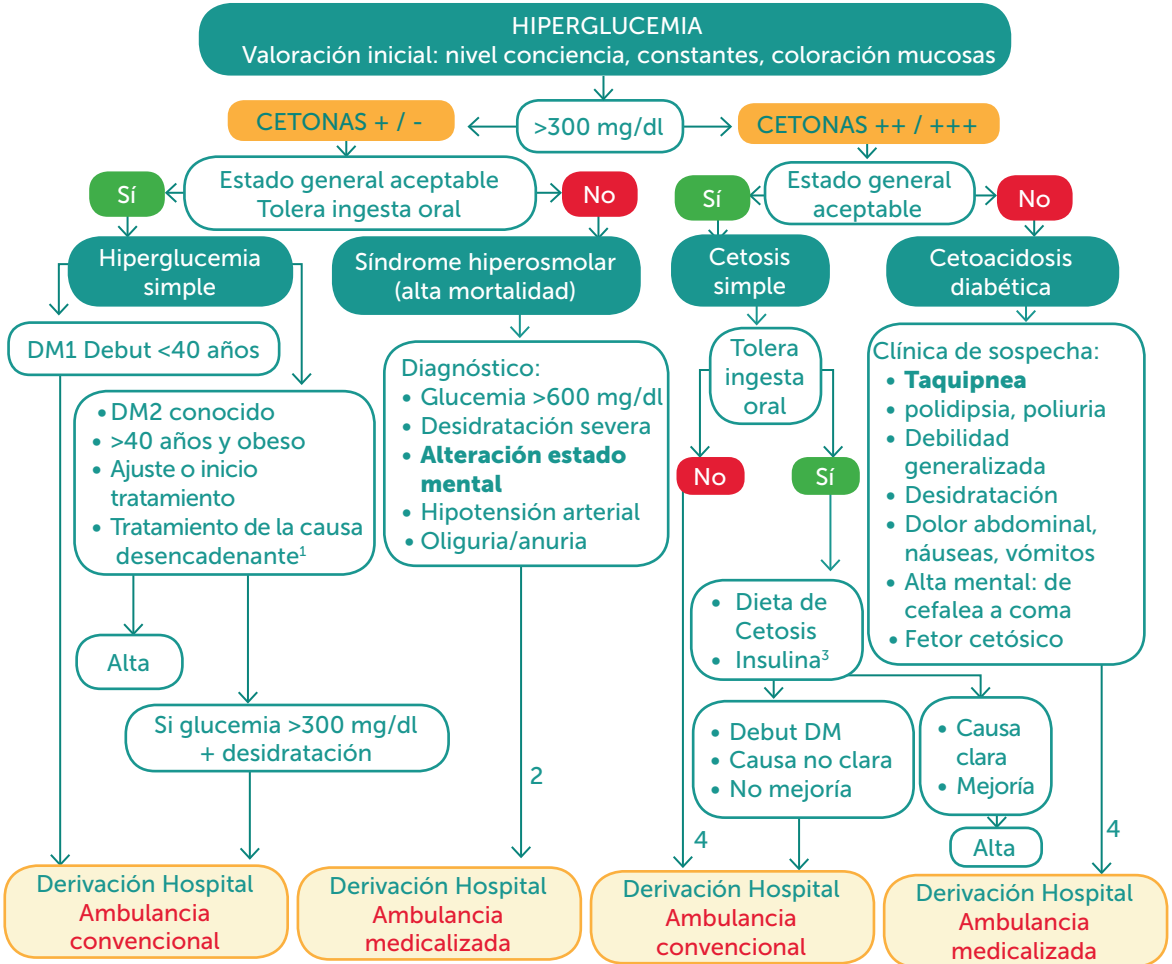 HIPERGLUCEMIA
Valoración inicial: nivel conciencia, constantes, coloración mucosas
CETONAS + / -
>300 mg/dl
CETONAS ++ / +++
Sí
Estado general aceptable
Tolera ingesta oral
No
Sí
Estado general
aceptable
No
Hiperglucemia
simple
Síndrome hiperosmolar
(alta mortalidad)
Cetosis
simple
Cetoacidosis
diabética
DM1 Debut <40 años
• DM2 conocido
• >40 años y obeso
• Ajuste o inicio
tratamiento
• Tratamiento de la causa
desencadenante¹
Alta
Si glucemia >300 mg/dl
+ desidratación
Diagnóstico:
• Glucemia >600 mg/dl
• Desidratación severa
• Alteración estado
mental
• Hipotensión arterial
• Oliguria/anuria
2
Tolera
ingesta
oral
No
Sí
• Dieta de
Cetosis
• Insulina³
• Debut DM
• Causa no clara
• No mejoría
• Causa
clara
• Mejoría
Alta
4
Clínica de sospecha:
• Taquipnea
• polidipsia, poliuria
• Debilidad
generalizada
• Desidratación
• Dolor abdominal,
náuseas, vómitos
• Alta mental: de
cefalea a coma
• Fetor cetósico
4
Derivación Hospital
Ambulancia
convencional
Derivación Hospital
Ambulancia
medicalizada
Derivación Hospital
Ambulancia
convencional
Derivación Hospital
Ambulancia
medicalizada